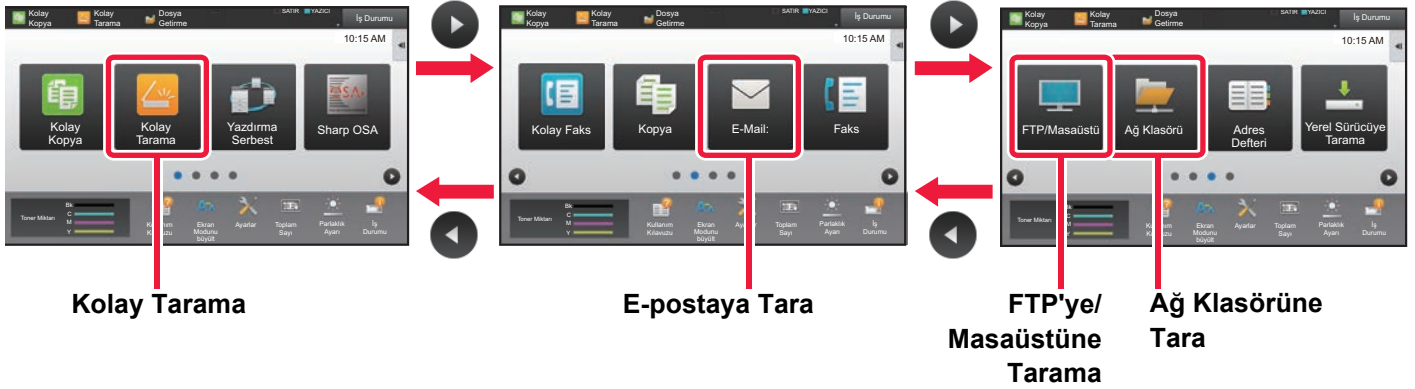 Kolay
Kopya
Kolay
Tarama
Dosya
Getirme
SATIR
YAZICI
İş Durumu
10:15 AM
Kolay
Kopya
Kolay
Tarama
Yazdırma
Serbest
Sharp OSA
Toner Miktarı
Bk
C
M
Y
Ekran
Modunu
büyült
Ayarlar
Toplam
Sayı
Parlaklık
Ayarı
İş
Durumu
Kolay Tarama
Kolay
Kopya
Kolay
Tarama
Dosya
Getirme
SATIR
YAZICI
İş Durumu
10:15 AM
Kolay Faks
Kopya
E-Mail:
Faks
Toner Miktarı
Bk
C
M
Y
Kullanım
Kılavuzu
Ekran
Modunu
büyült
Toplam
Sayı
Parlaklık
Ayarı
İş
Durumu
E-postaya Tara
Kolay
Kopya
Kolay
Tarama
Dosya
Getirme
SATIR
YAZICI
İş Durumu
10:15 AM
FTP/Masaüstü
Ağ Klasörü
Adres
Defteri
Yerel Sürücüye
Tarama
Toner Miktarı
Bk
C
M
Y
Ekran
Modunu
büyült
Ayarlar
Toplam
Sayı
Parlaklık
Ayarı
İş
Durumu
FTP'ye/
Masaüstüne
Tarama
Ağ Klasörüne
Tara